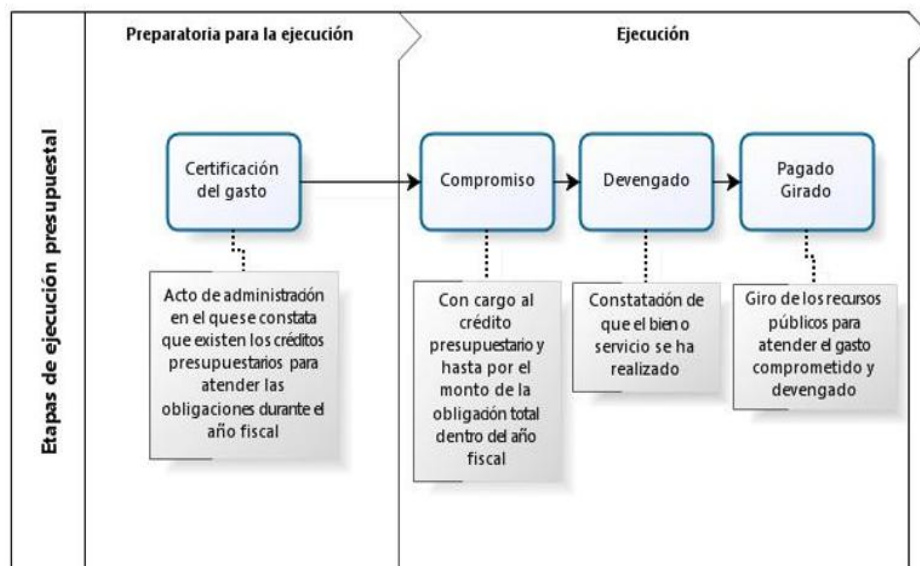 Preparatoria para la ejecución
Ejecución
Etapas de ejecución presupuestal
Certificación
del gasto
Compromiso
Devengado
Pagado
Girado
Acto de administración
en el quese constata
que existen los créditos
presupuestarios para
atender las
obligaciones durante el
año fiscal
Con cargo al
crédito
presupuestario y
hasta por el
monto de la
obligación total
dentro del año
fiscal
Constatación de
que el bien o
servicio se ha
realizado
Giro de los recursos
públicos para
atender el gasto
comprometido y
devengado